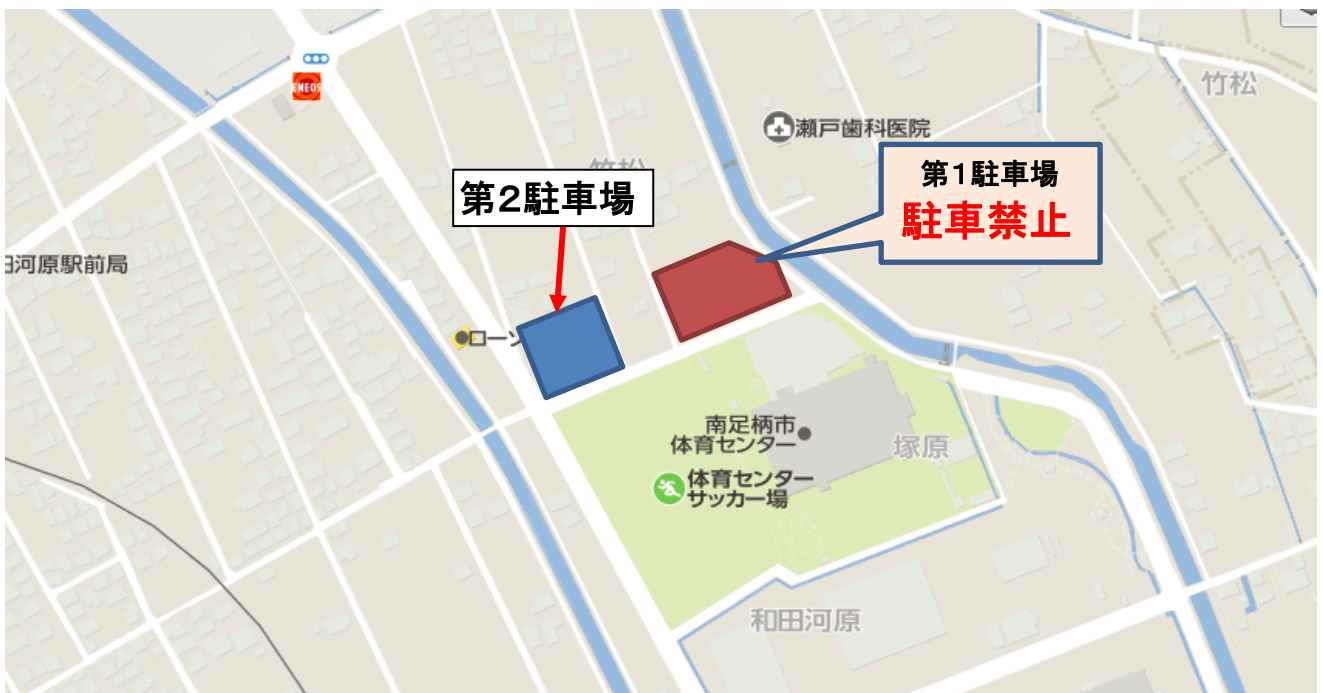 ENEOS
竹松
瀬戸歯科医院
竹松
第1駐車場
駐車禁止
第2駐車場
河原駅前局
ローソ
南足柄市
体育センター
塚原
体育センター
サッカー場
和田河原